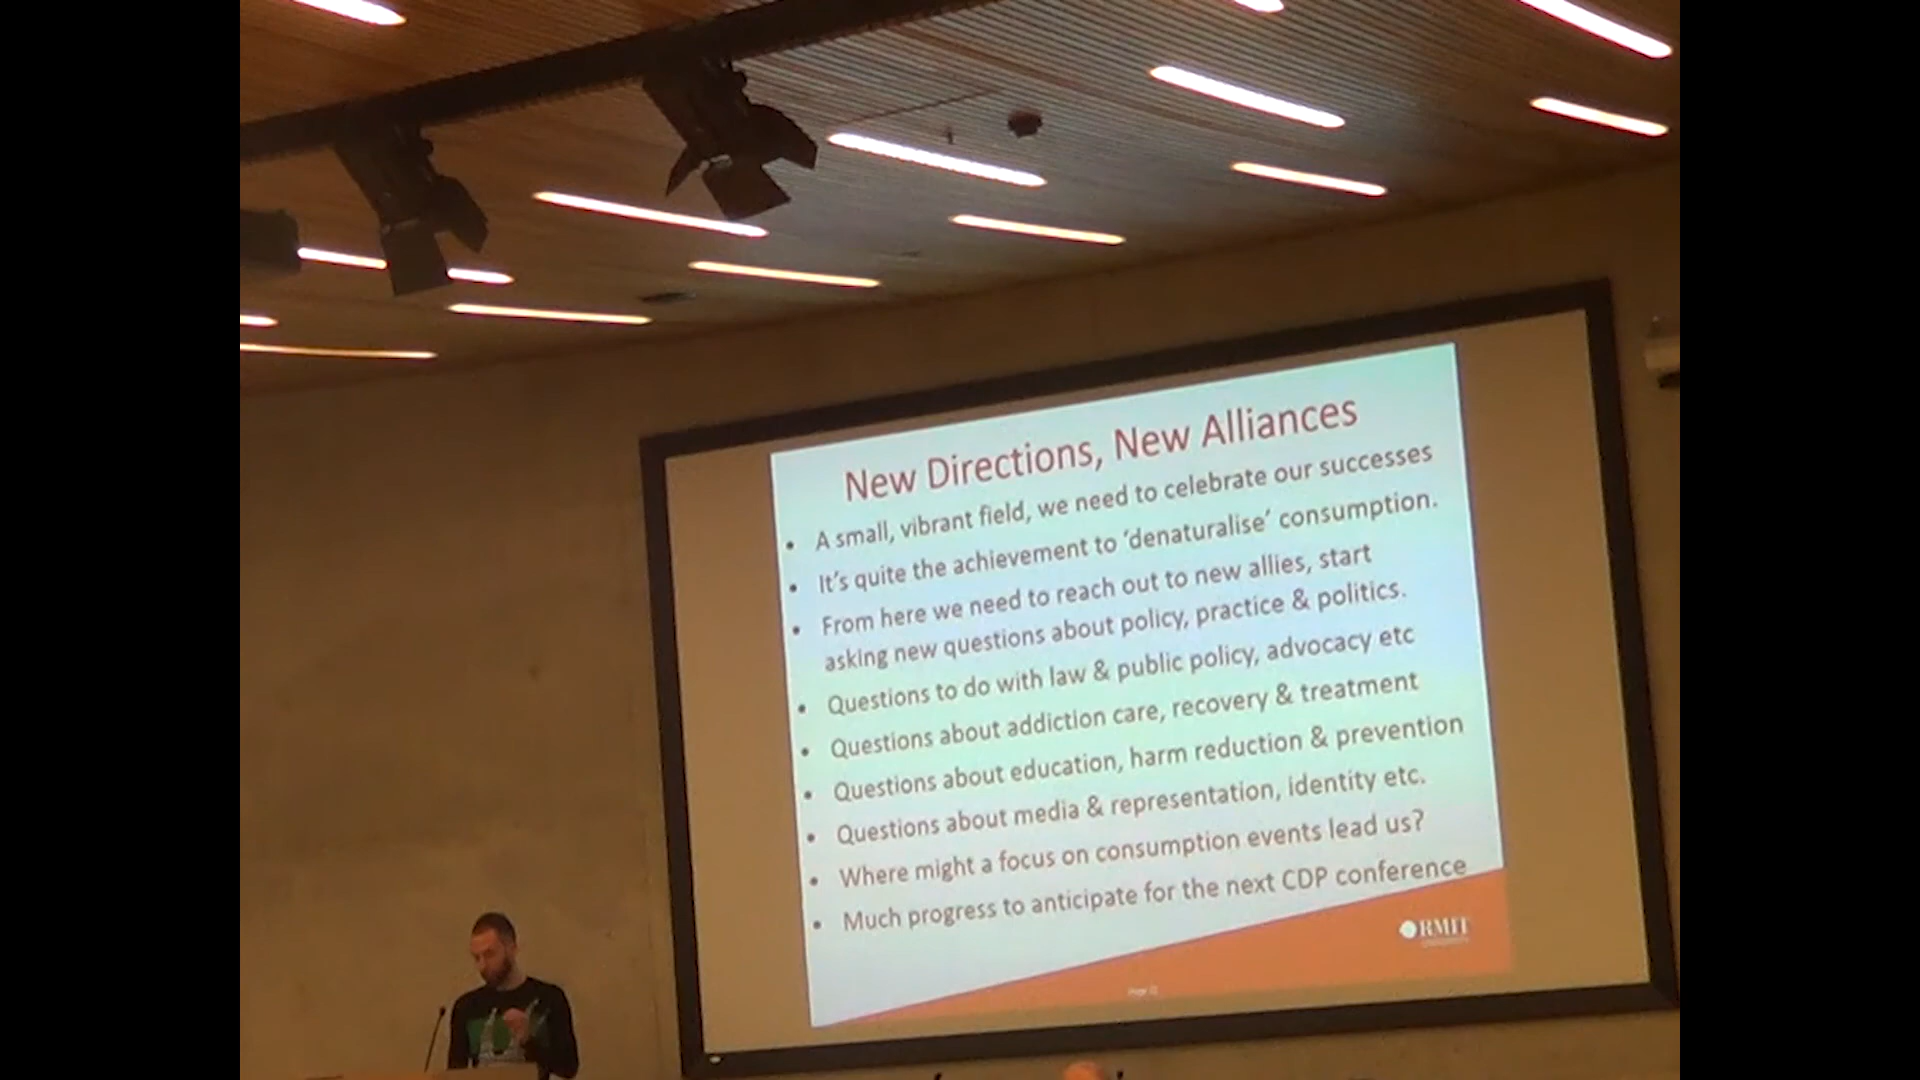 New Directions, New Alliances
• A small, vibrant field, we need to celebrate our successes
• It's quite the achievement to ‘denaturalise’ consumption.
• From here we need to reach out to new allies, start
asking new questions about policy, practice & politics.
• Questions to do with law & public policy, advocacy etc
• Questions about addiction care, recovery & treatment
• Questions about education, harm reduction & prevention
• Questions about media & representation, identity etc.
• Where might a focus on consumption events lead us?
• Much progress to anticipate for the next CDP conference
RMIT
UNIVERSITY